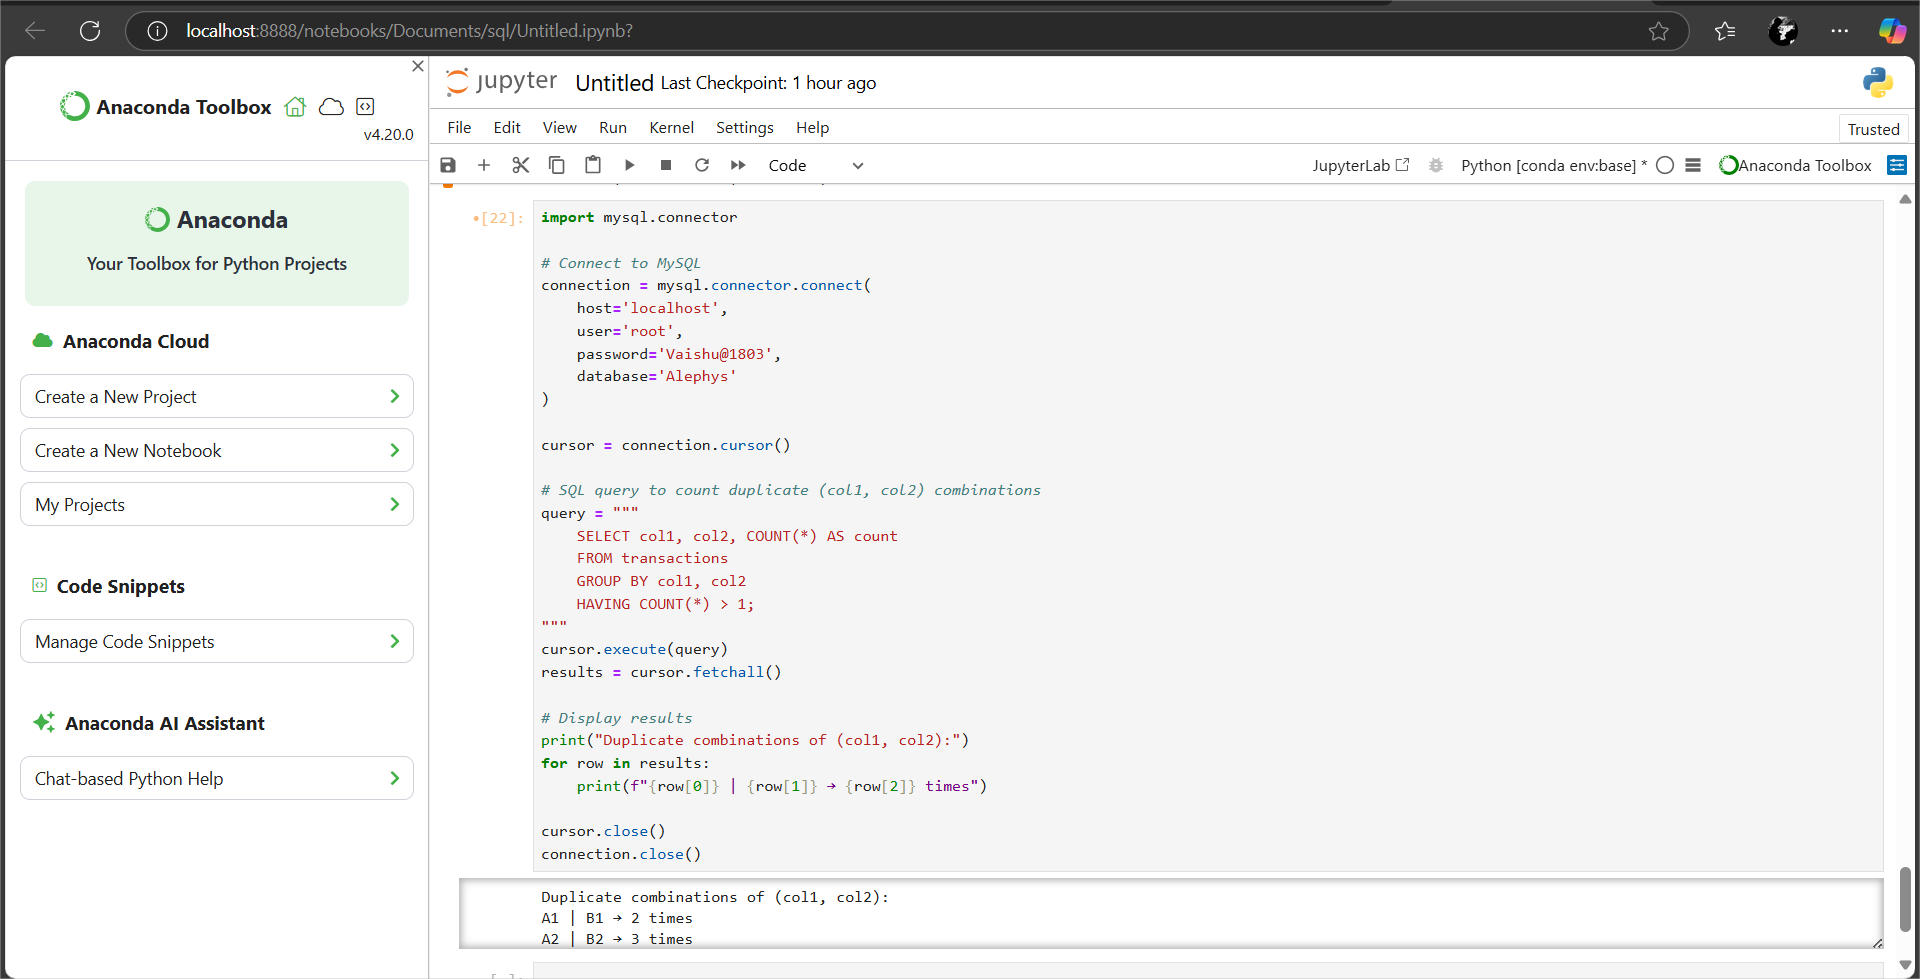 localhost:8888/notebooks/Documents/sql/Untitled.ipynb?
Anaconda Toolbox
v4.20.0
Anaconda
Your Toolbox for Python Projects
Anaconda Cloud
Create a New Project
Create a New Notebook
My Projects
Code Snippets
Manage Code Snippets
Anaconda AI Assistant
Chat-based Python Help
jupyter Untitled Last Checkpoint: 1 hour ago
File Edit View Run Kernel Settings Help
Trusted
Code
JupyterLab Python [conda env:base] * Anaconda Toolbox
•[22]:
import mysql.connector
# Connect to MySQL
connection = mysql.connector.connect(
    host='localhost',
    user='root',
    password='Vaishu@1803',
    database='Alephys'
)
cursor = connection.cursor()
# SQL query to count duplicate (col1, col2) combinations
query = """
    SELECT col1, col2, COUNT(*) AS count
    FROM transactions
    GROUP BY col1, col2
    HAVING COUNT(*) > 1;
"""
cursor.execute(query)
results = cursor.fetchall()
# Display results
print("Duplicate combinations of (col1, col2):")
for row in results:
    print(f"{row[0]} | {row[1]} → {row[2]} times")
cursor.close()
connection.close()
Duplicate combinations of (col1, col2):
A1 | B1 → 2 times
A2 | B2 → 3 times